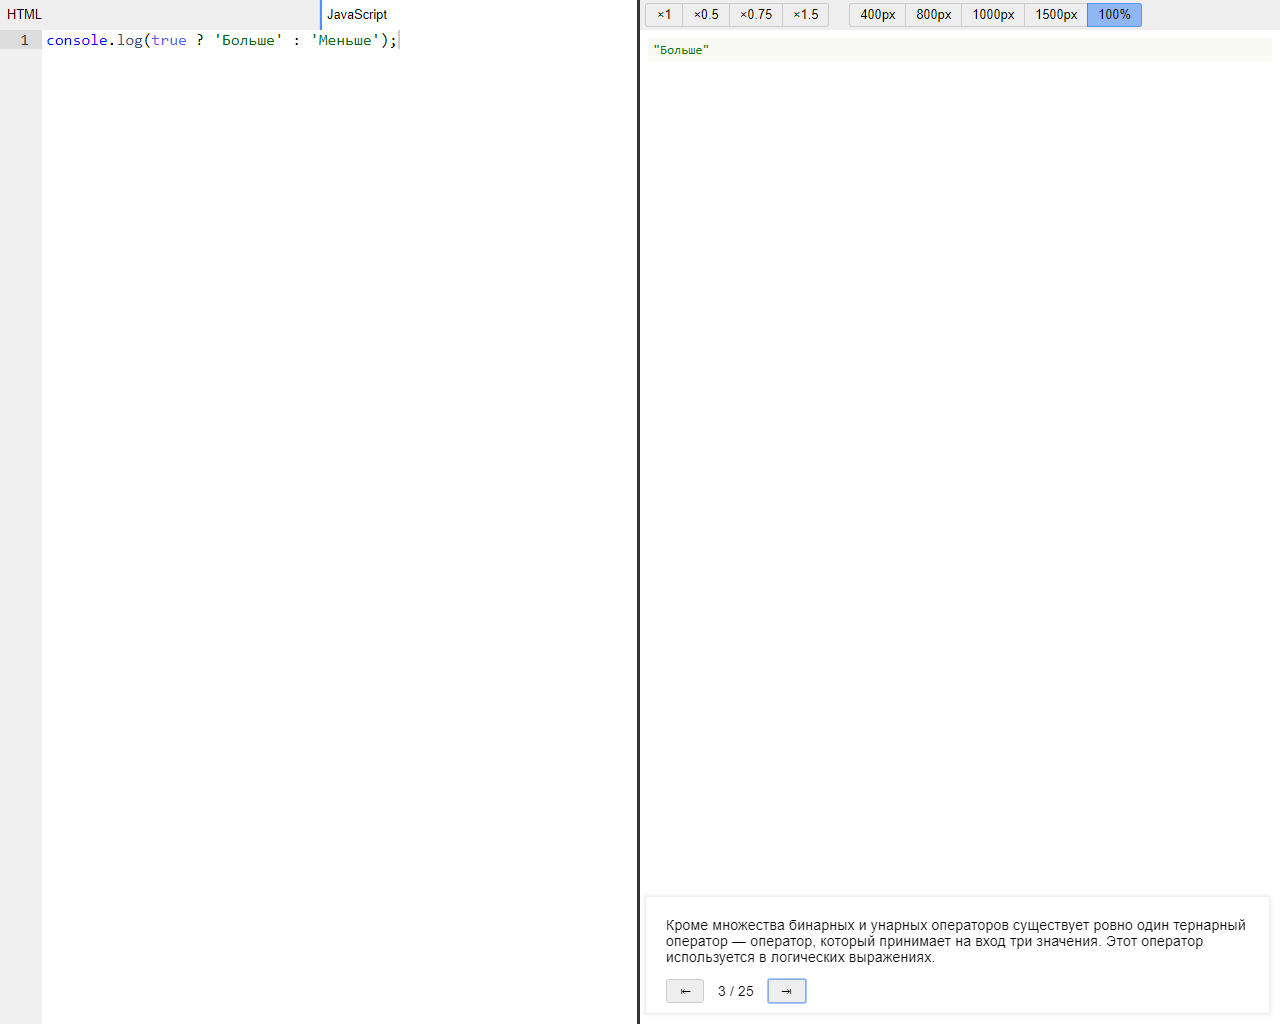 HTML
JavaScript
×1 ×0.5 ×0.75 ×1.5 400px 800px 1000px 1500px 100%
1 console.log(true ? 'Больше' : 'Меньше');
"Больше"
Кроме множества бинарных и унарных операторов существует ровно один тернарный
оператор — оператор, который принимает на вход три значения. Этот оператор
используется в логических выражениях.
⇤ 3 / 25 ⇥